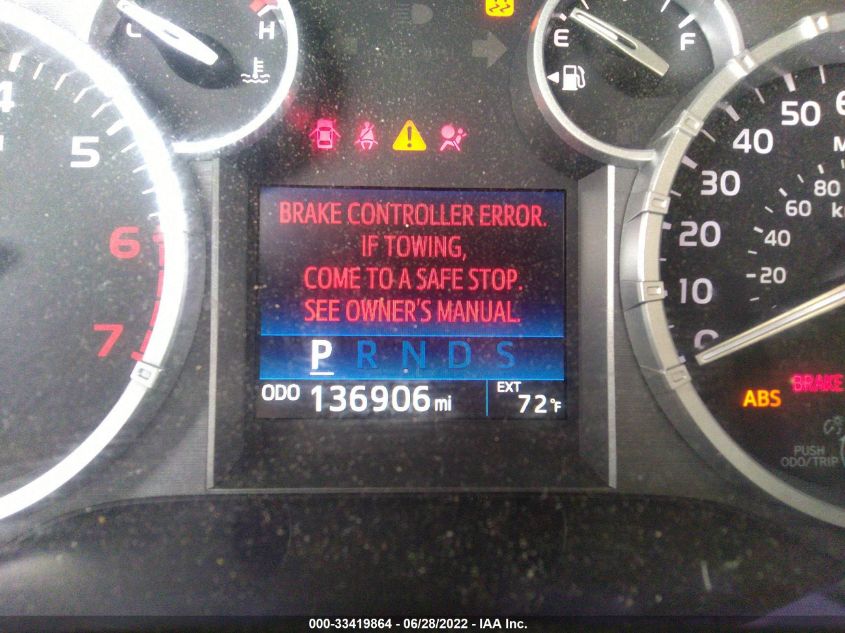 C H
E F
4
5
6
7
50
40
30
20
10
0
80
60
40
20
BRAKE CONTROLLER ERROR.
IF TOWING,
COME TO A SAFE STOP.
SEE OWNER'S MANUAL.
P R N D S
ODO 136906 mi
EXT
72°F
ABS BRAKE
PUSH
ODO/TRIP
000-33419864 - 06/28/2022 - IAA Inc.